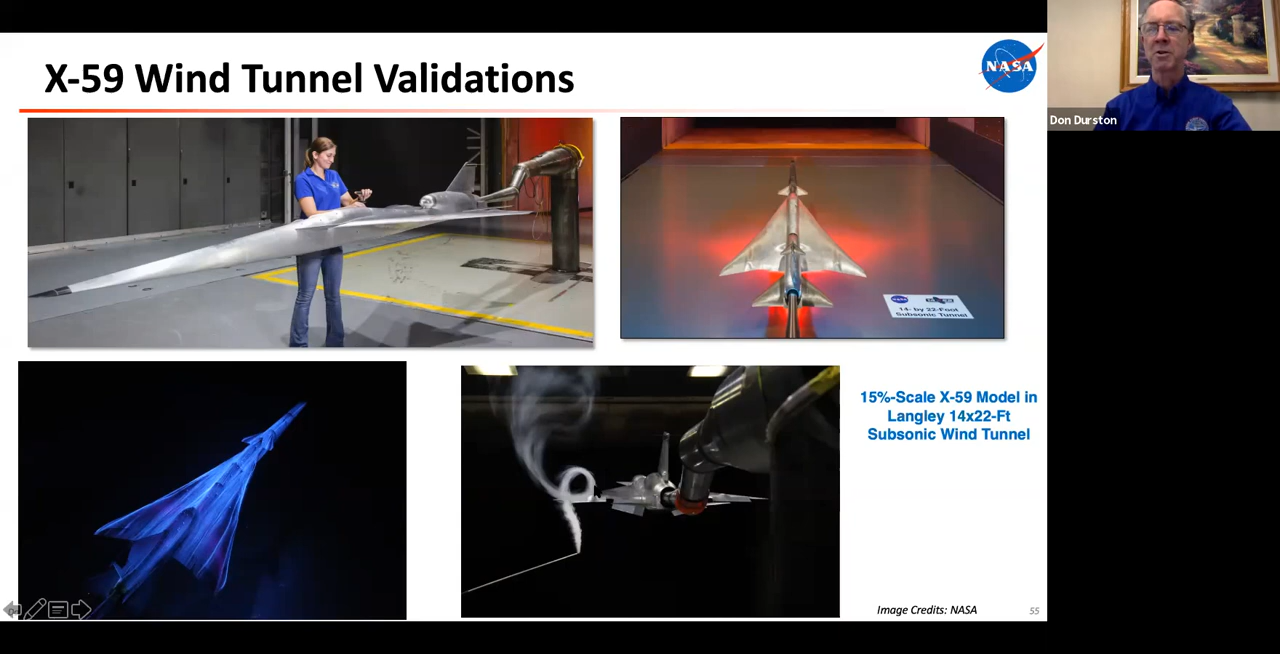 X-59 Wind Tunnel Validations
NASA
Don Durston
14- by 22-Foot
Subsonic Tunnel
15%-Scale X-59 Model in
Langley 14x22-Ft
Subsonic Wind Tunnel
Image Credits: NASA
55